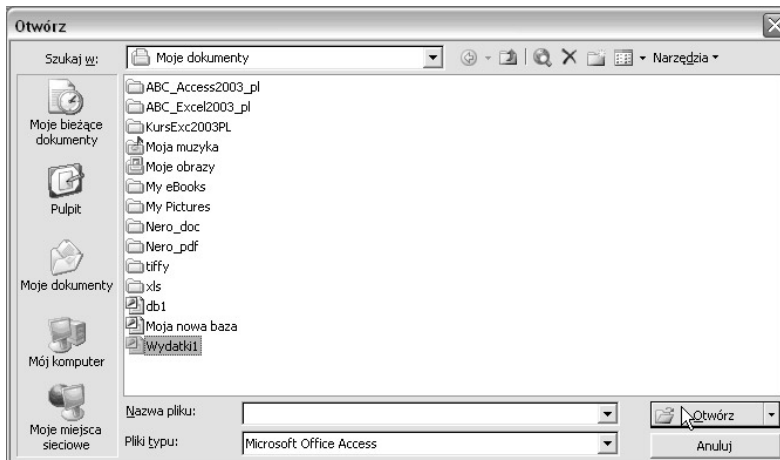 Otwórz
Szukaj w:
Moje dokumenty
Narzędzia
ABC_Access2003_pl
ABC_Excel2003_pl
KursExc2003PL
Moja muzyka
Moje obrazy
My eBooks
My Pictures
Nero_doc
Nero_pdf
tiffy
xls
db1
Moja nowa baza
Wydatki1
Moje bieżące
dokumenty
Pulpit
Moje dokumenty
Mój komputer
Moje miejsca
sieciowe
Nazwa pliku:
Otwórz
Pliki typu:
Microsoft Office Access
Anuluj